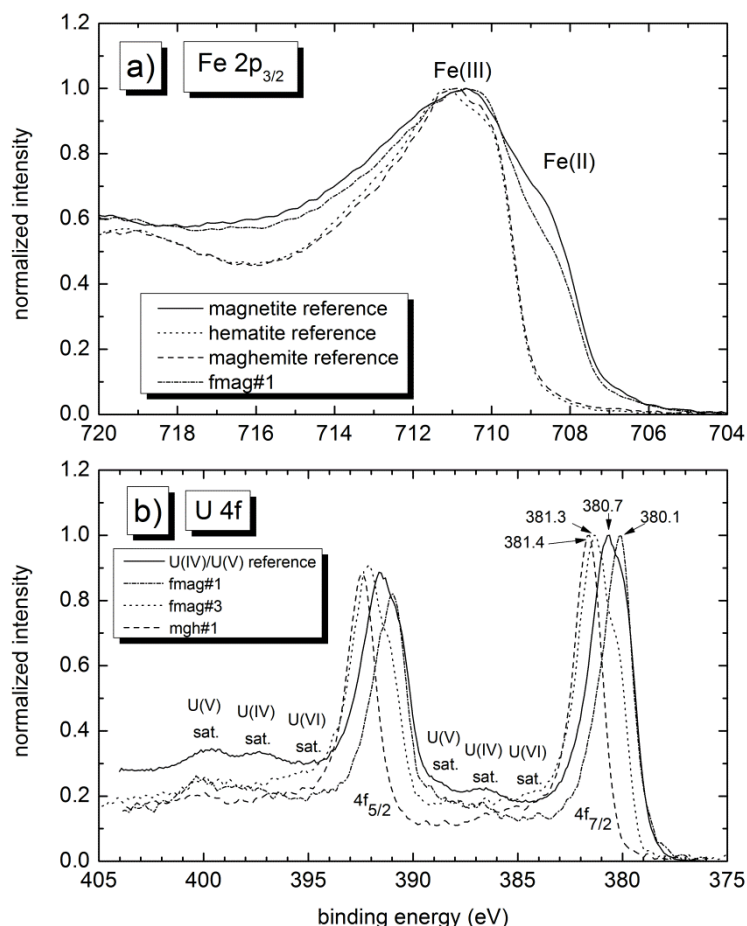 a)
Fe 2p3/2
Fe(III)
Fe(II)
normalized intensity
1.2
1.0
0.8
0.6
0.4
0.2
0.0
magnetite reference
hematite reference
maghemite reference
fmag#1
720 718 716 714 712 710 708 706 704
b)
U 4f
380.7
381.3
380.1
381.4
normalized intensity
1.2
1.0
0.8
0.6
0.4
0.2
0.0
U(IV)/U(V) reference
fmag#1
fmag#3
mgh#1
U(V) sat.
U(IV) sat.
U(VI) sat.
U(V) sat.
U(IV) sat.
U(VI) sat.
4f5/2
4f7/2
405 400 395 390 385 380 375
binding energy (eV)